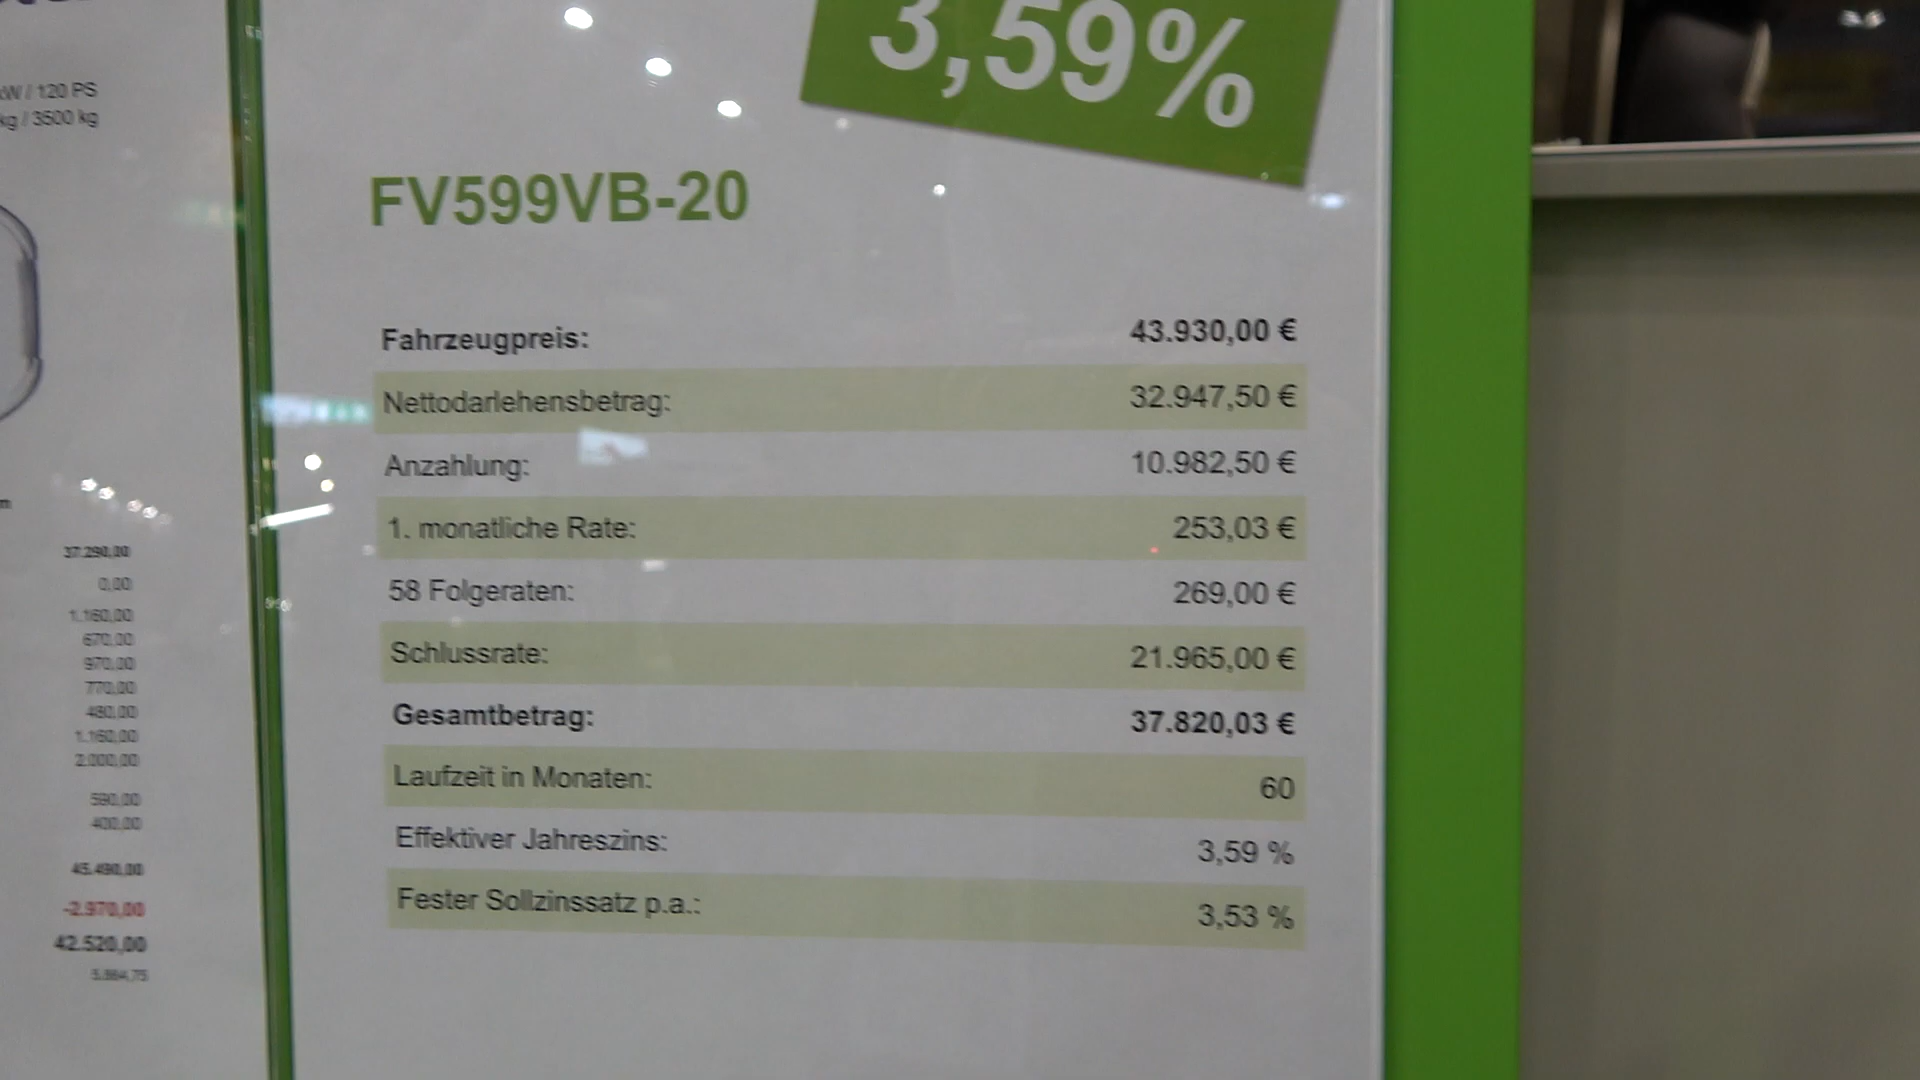 kW / 120 PS
kg / 3500 kg
37.290,00
0,00
1.160,00
670,00
970,00
770,00
480,00
1.160,00
2.000,00
590,00
400,00
45.490,00
-2.970,00
42.520,00
3,59%
FV599VB-20
Fahrzeugpreis: 43.930,00 €
Nettodarlehensbetrag: 32.947,50 €
Anzahlung: 10.982,50 €
1. monatliche Rate: 253,03 €
58 Folgeraten: 269,00 €
Schlussrate: 21.965,00 €
Gesamtbetrag: 37.820,03 €
Laufzeit in Monaten: 60
Effektiver Jahreszins: 3,59 %
Fester Sollzinssatz p.a.: 3,53 %